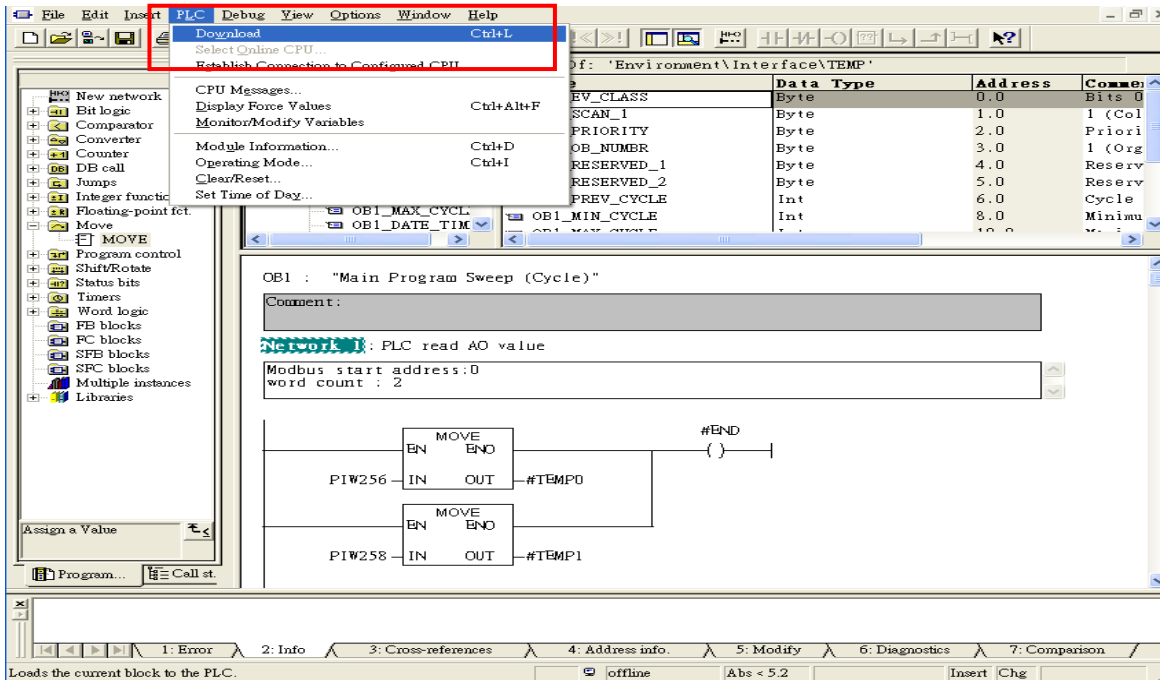 File Edit Insert PLC Debug View Options Window Help
Download Ctrl+L
Select Online CPU...
Establish Connection to Configured CPU
CPU Messages...
Display Force Values Ctrl+Alt+F
Monitor/Modify Variables
Module Information... Ctrl+D
Operating Mode... Ctrl+I
Clear/Reset...
Set Time of Day...
New network
Bit logic
Comparator
Converter
Counter
DB call
Jumps
Integer functic
Floating-point fct.
Move
MOVE
Program control
Shift/Rotate
Status bits
Timers
Word logic
FB blocks
FC blocks
SFB blocks
SFC blocks
Multiple instances
Libraries
Assign a Value
Program... Call st.
OB1_MAX_CYCL
OB1_DATE_TIM
Of: 'Environment\Interface\TEMP'
Data Type Address Commer
EV_CLASS Byte 0.0 Bits 0
SCAN_1 Byte 1.0 1 (Col
PRIORITY Byte 2.0 Priori
OB_NUMBR Byte 3.0 1 (Org
RESERVED_1 Byte 4.0 Reserv
RESERVED_2 Byte 5.0 Reserv
PREV_CYCLE Int 6.0 Cycle
OB1_MIN_CYCLE Int 8.0 Minimu
OB1 : "Main Program Sweep (Cycle)"
Comment:
Network 1: PLC read AO value
Modbus start address:0
word count : 2
MOVE #END
EN ENO ( )
PIW256 IN OUT #TEMP0
MOVE
EN ENO
PIW258 IN OUT #TEMP1
1: Error 2: Info 3: Cross-references 4: Address info. 5: Modify 6: Diagnostics 7: Comparison
Loads the current block to the PLC. offline Abs < 5.2 Insert Chg